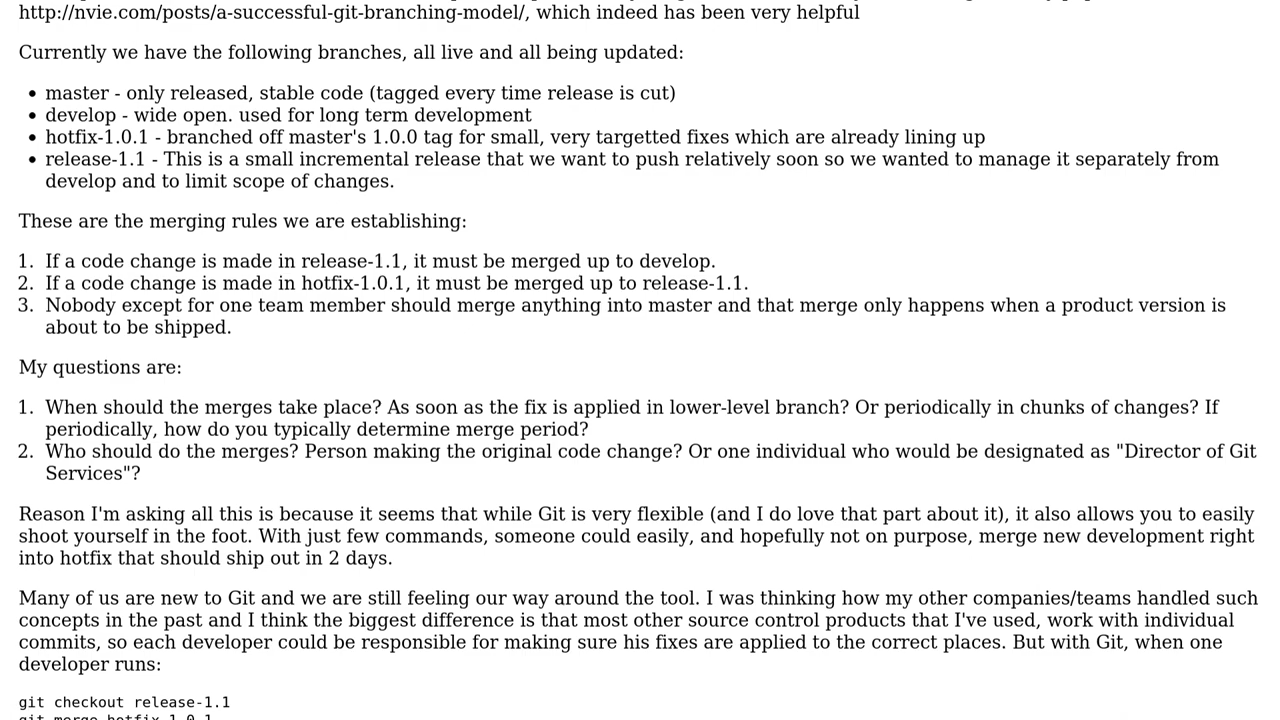 http://nvie.com/posts/a-successful-git-branching-model/, which indeed has been very helpful
Currently we have the following branches, all live and all being updated:
• master - only released, stable code (tagged every time release is cut)
• develop - wide open. used for long term development
• hotfix-1.0.1 - branched off master's 1.0.0 tag for small, very targetted fixes which are already lining up
• release-1.1 - This is a small incremental release that we want to push relatively soon so we wanted to manage it separately from
develop and to limit scope of changes.
These are the merging rules we are establishing:
1. If a code change is made in release-1.1, it must be merged up to develop.
2. If a code change is made in hotfix-1.0.1, it must be merged up to release-1.1.
3. Nobody except for one team member should merge anything into master and that merge only happens when a product version is
about to be shipped.
My questions are:
1. When should the merges take place? As soon as the fix is applied in lower-level branch? Or periodically in chunks of changes? If
periodically, how do you typically determine merge period?
2. Who should do the merges? Person making the original code change? Or one individual who would be designated as "Director of Git
Services"?
Reason I'm asking all this is because it seems that while Git is very flexible (and I do love that part about it), it also allows you to easily
shoot yourself in the foot. With just few commands, someone could easily, and hopefully not on purpose, merge new development right
into hotfix that should ship out in 2 days.
Many of us are new to Git and we are still feeling our way around the tool. I was thinking how my other companies/teams handled such
concepts in the past and I think the biggest difference is that most other source control products that I've used, work with individual
commits, so each developer could be responsible for making sure his fixes are applied to the correct places. But with Git, when one
developer runs:
git checkout release-1.1
git merge hotfix-1.0.1